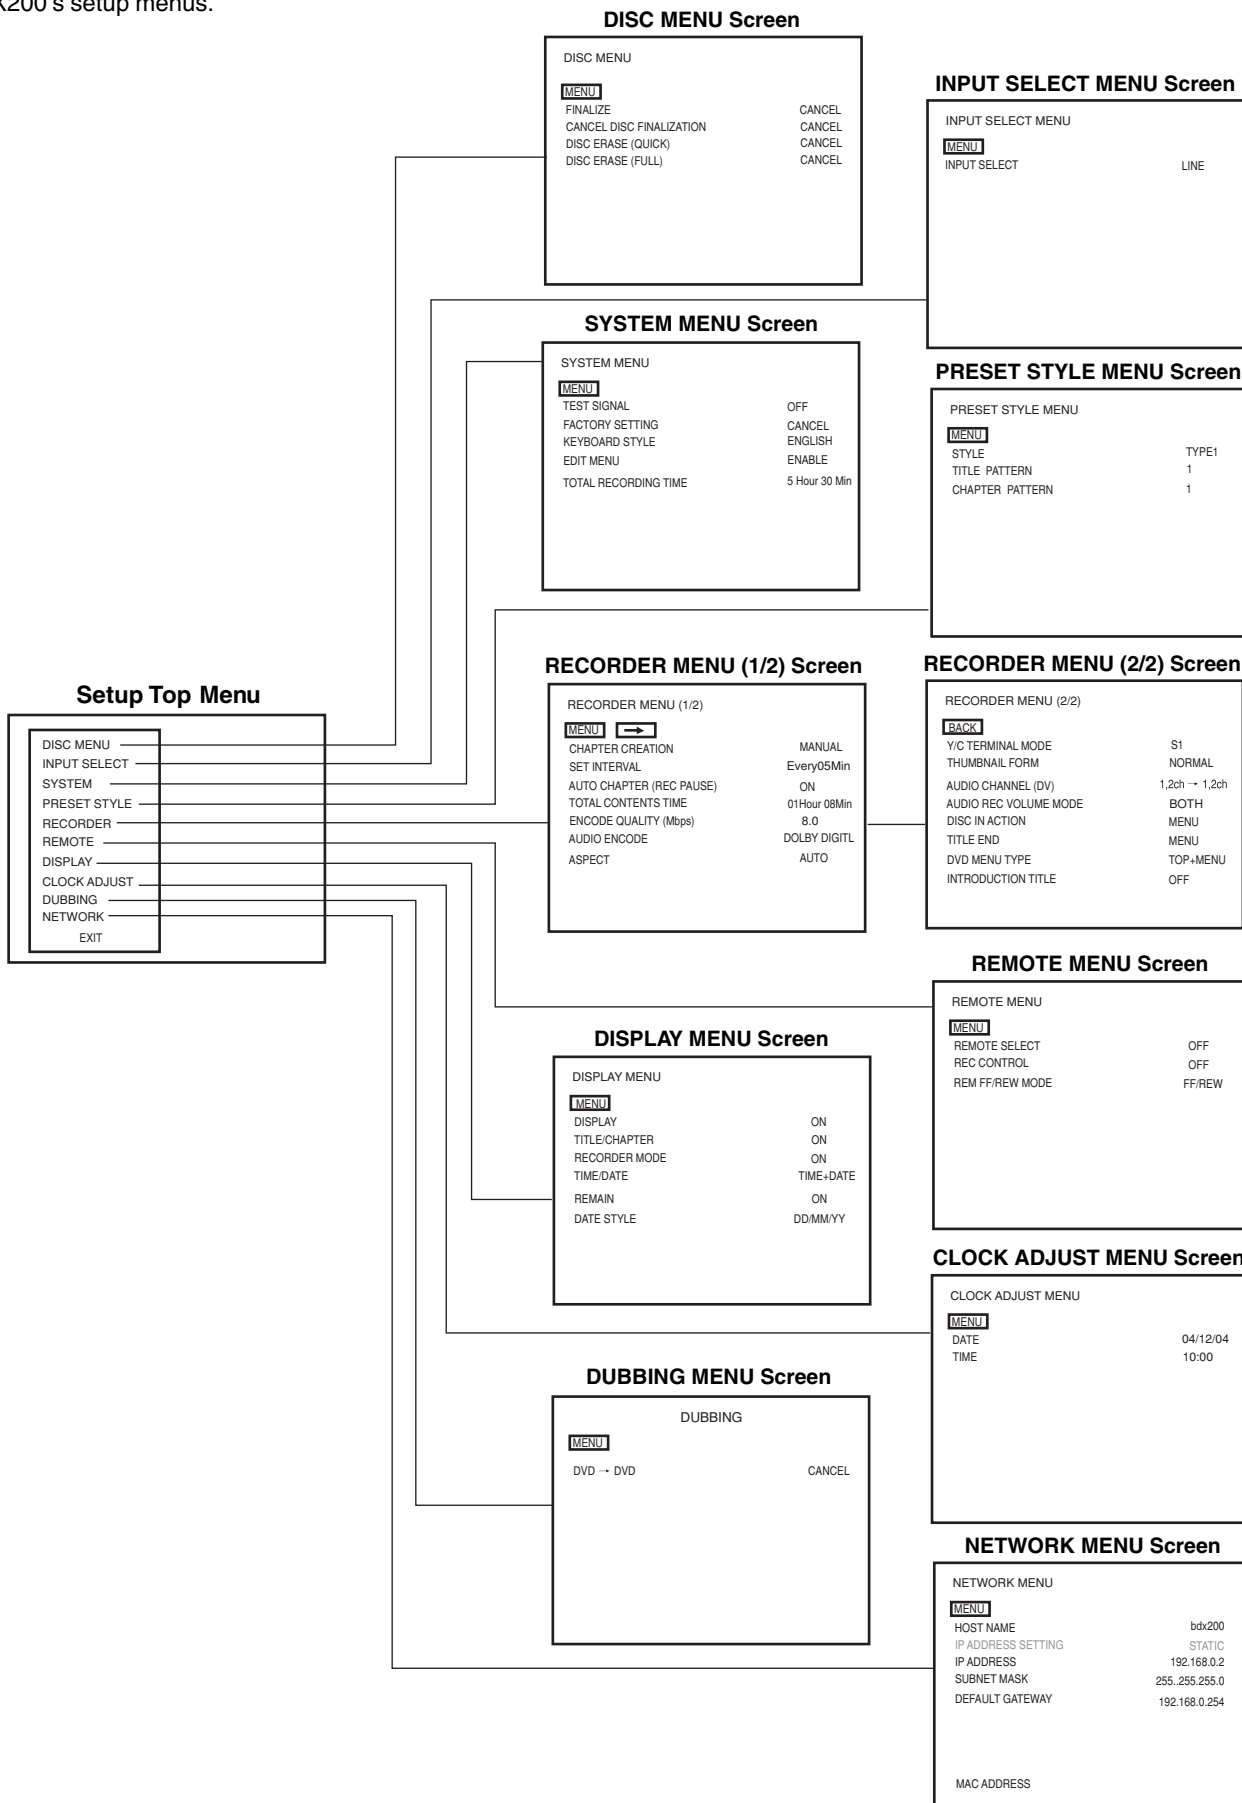 K200's setup menus.
DISC MENU Screen
DISC MENU
MENU
FINALIZE CANCEL
CANCEL DISC FINALIZATION CANCEL
DISC ERASE (QUICK) CANCEL
DISC ERASE (FULL) CANCEL
INPUT SELECT MENU Screen
INPUT SELECT MENU
MENU
INPUT SELECT LINE
SYSTEM MENU Screen
SYSTEM MENU
MENU
TEST SIGNAL OFF
FACTORY SETTING CANCEL
KEYBOARD STYLE ENGLISH
EDIT MENU ENABLE
TOTAL RECORDING TIME 5 Hour 30 Min
PRESET STYLE MENU Screen
PRESET STYLE MENU
MENU
STYLE TYPE1
TITLE PATTERN 1
CHAPTER PATTERN 1
Setup Top Menu
DISC MENU
INPUT SELECT
SYSTEM
PRESET STYLE
RECORDER
REMOTE
DISPLAY
CLOCK ADJUST
DUBBING
NETWORK
EXIT
RECORDER MENU (1/2) Screen
RECORDER MENU (1/2)
MENU →
CHAPTER CREATION MANUAL
SET INTERVAL Every05Min
AUTO CHAPTER (REC PAUSE) ON
TOTAL CONTENTS TIME 01Hour 08Min
ENCODE QUALITY (Mbps) 8.0
AUDIO ENCODE DOLBY DIGITL
ASPECT AUTO
RECORDER MENU (2/2) Screen
RECORDER MENU (2/2)
BACK
Y/C TERMINAL MODE S1
THUMBNAIL FORM NORMAL
AUDIO CHANNEL (DV) 1,2ch → 1,2ch
AUDIO REC VOLUME MODE BOTH
DISC IN ACTION MENU
TITLE END MENU
DVD MENU TYPE TOP+MENU
INTRODUCTION TITLE OFF
REMOTE MENU Screen
REMOTE MENU
MENU
REMOTE SELECT OFF
REC CONTROL OFF
REM FF/REW MODE FF/REW
DISPLAY MENU Screen
DISPLAY MENU
MENU
DISPLAY ON
TITLE/CHAPTER ON
RECORDER MODE ON
TIME/DATE TIME+DATE
REMAIN ON
DATE STYLE DD/MM/YY
CLOCK ADJUST MENU Screen
CLOCK ADJUST MENU
MENU
DATE 04/12/04
TIME 10:00
DUBBING MENU Screen
DUBBING
MENU
DVD → DVD CANCEL
NETWORK MENU Screen
NETWORK MENU
MENU
HOST NAME bdx200
IP ADDRESS SETTING STATIC
IP ADDRESS 192.168.0.2
SUBNET MASK 255..255.255.0
DEFAULT GATEWAY 192.168.0.254
MAC ADDRESS